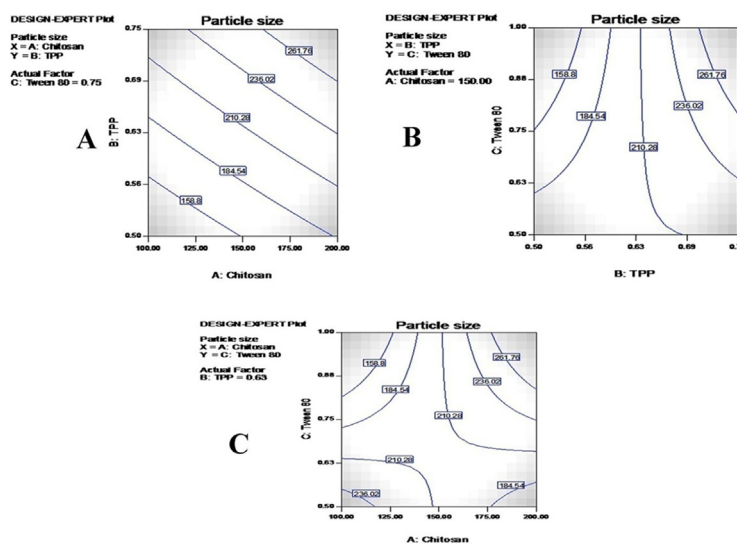 DESIGN-EXPERT Plot
Particle size
X = A: Chitosan
Y = B: TPP
Actual Factor
C: Tween 80 = 0.75
A
Particle size
B: TPP
0.75
0.69
0.63
0.56
0.50
261.76
236.02
210.28
184.54
158.8
100.00 125.00 150.00 175.00 200.00
A: Chitosan
DESIGN-EXPERT Plot
Particle size
X = B: TPP
Y = C: Tween 80
Actual Factor
A: Chitosan = 150.00
B
Particle size
C: Tween 80
1.00
0.88
0.75
0.63
0.50
158.8
184.54
210.28
236.02
261.76
0.50 0.56 0.63 0.69
B: TPP
DESIGN-EXPERT Plot
Particle size
X = A: Chitosan
Y = C: Tween 80
Actual Factor
B: TPP = 0.63
C
Particle size
C: Tween 80
1.00
0.88
0.75
0.63
0.50
158.8
184.54
210.28
236.02
261.76
210.28
236.02
184.54
100.00 125.00 150.00 175.00 200.00
A: Chitosan